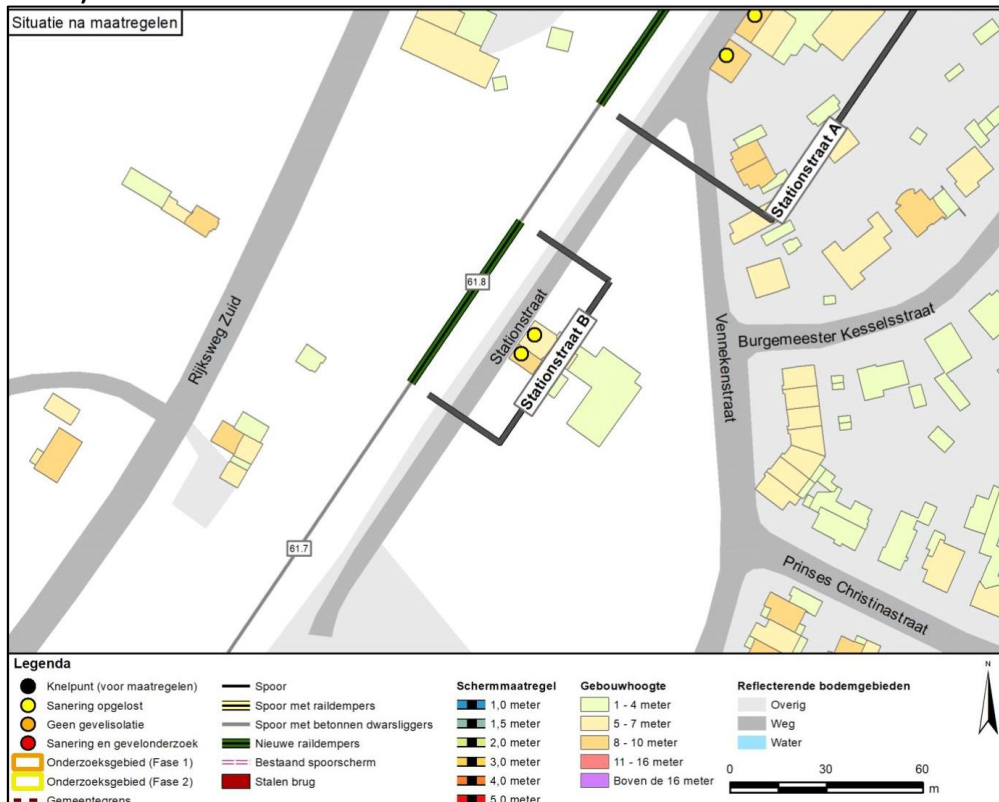 Situatie na maatregelen
Stationstraat A
61.8
Stationstraat
Stationstraat B
Rijksweg Zuid
Vennekenstraat
Burgemeester Kesselsstraat
61.7
Prinses Christinastraat
Legenda
Knelpunt (voor maatregelen)
Sanering opgelost
Geen gevelisolatie
Sanering en gevelonderzoek
Onderzoeksgebied (Fase 1)
Onderzoeksgebied (Fase 2)
Gemeentegrens
Spoor
Spoor met raildempers
Spoor met betonnen dwarsliggers
Nieuwe raildempers
Bestaand spoorscherm
Stalen brug
Schermmaatregel
1,0 meter
1,5 meter
2,0 meter
3,0 meter
4,0 meter
5,0 meter
Gebouwhoogte
1 - 4 meter
5 - 7 meter
8 - 10 meter
11 - 16 meter
Boven de 16 meter
Reflecterende bodemgebieden
Overig
Weg
Water
N
0 30 60
m